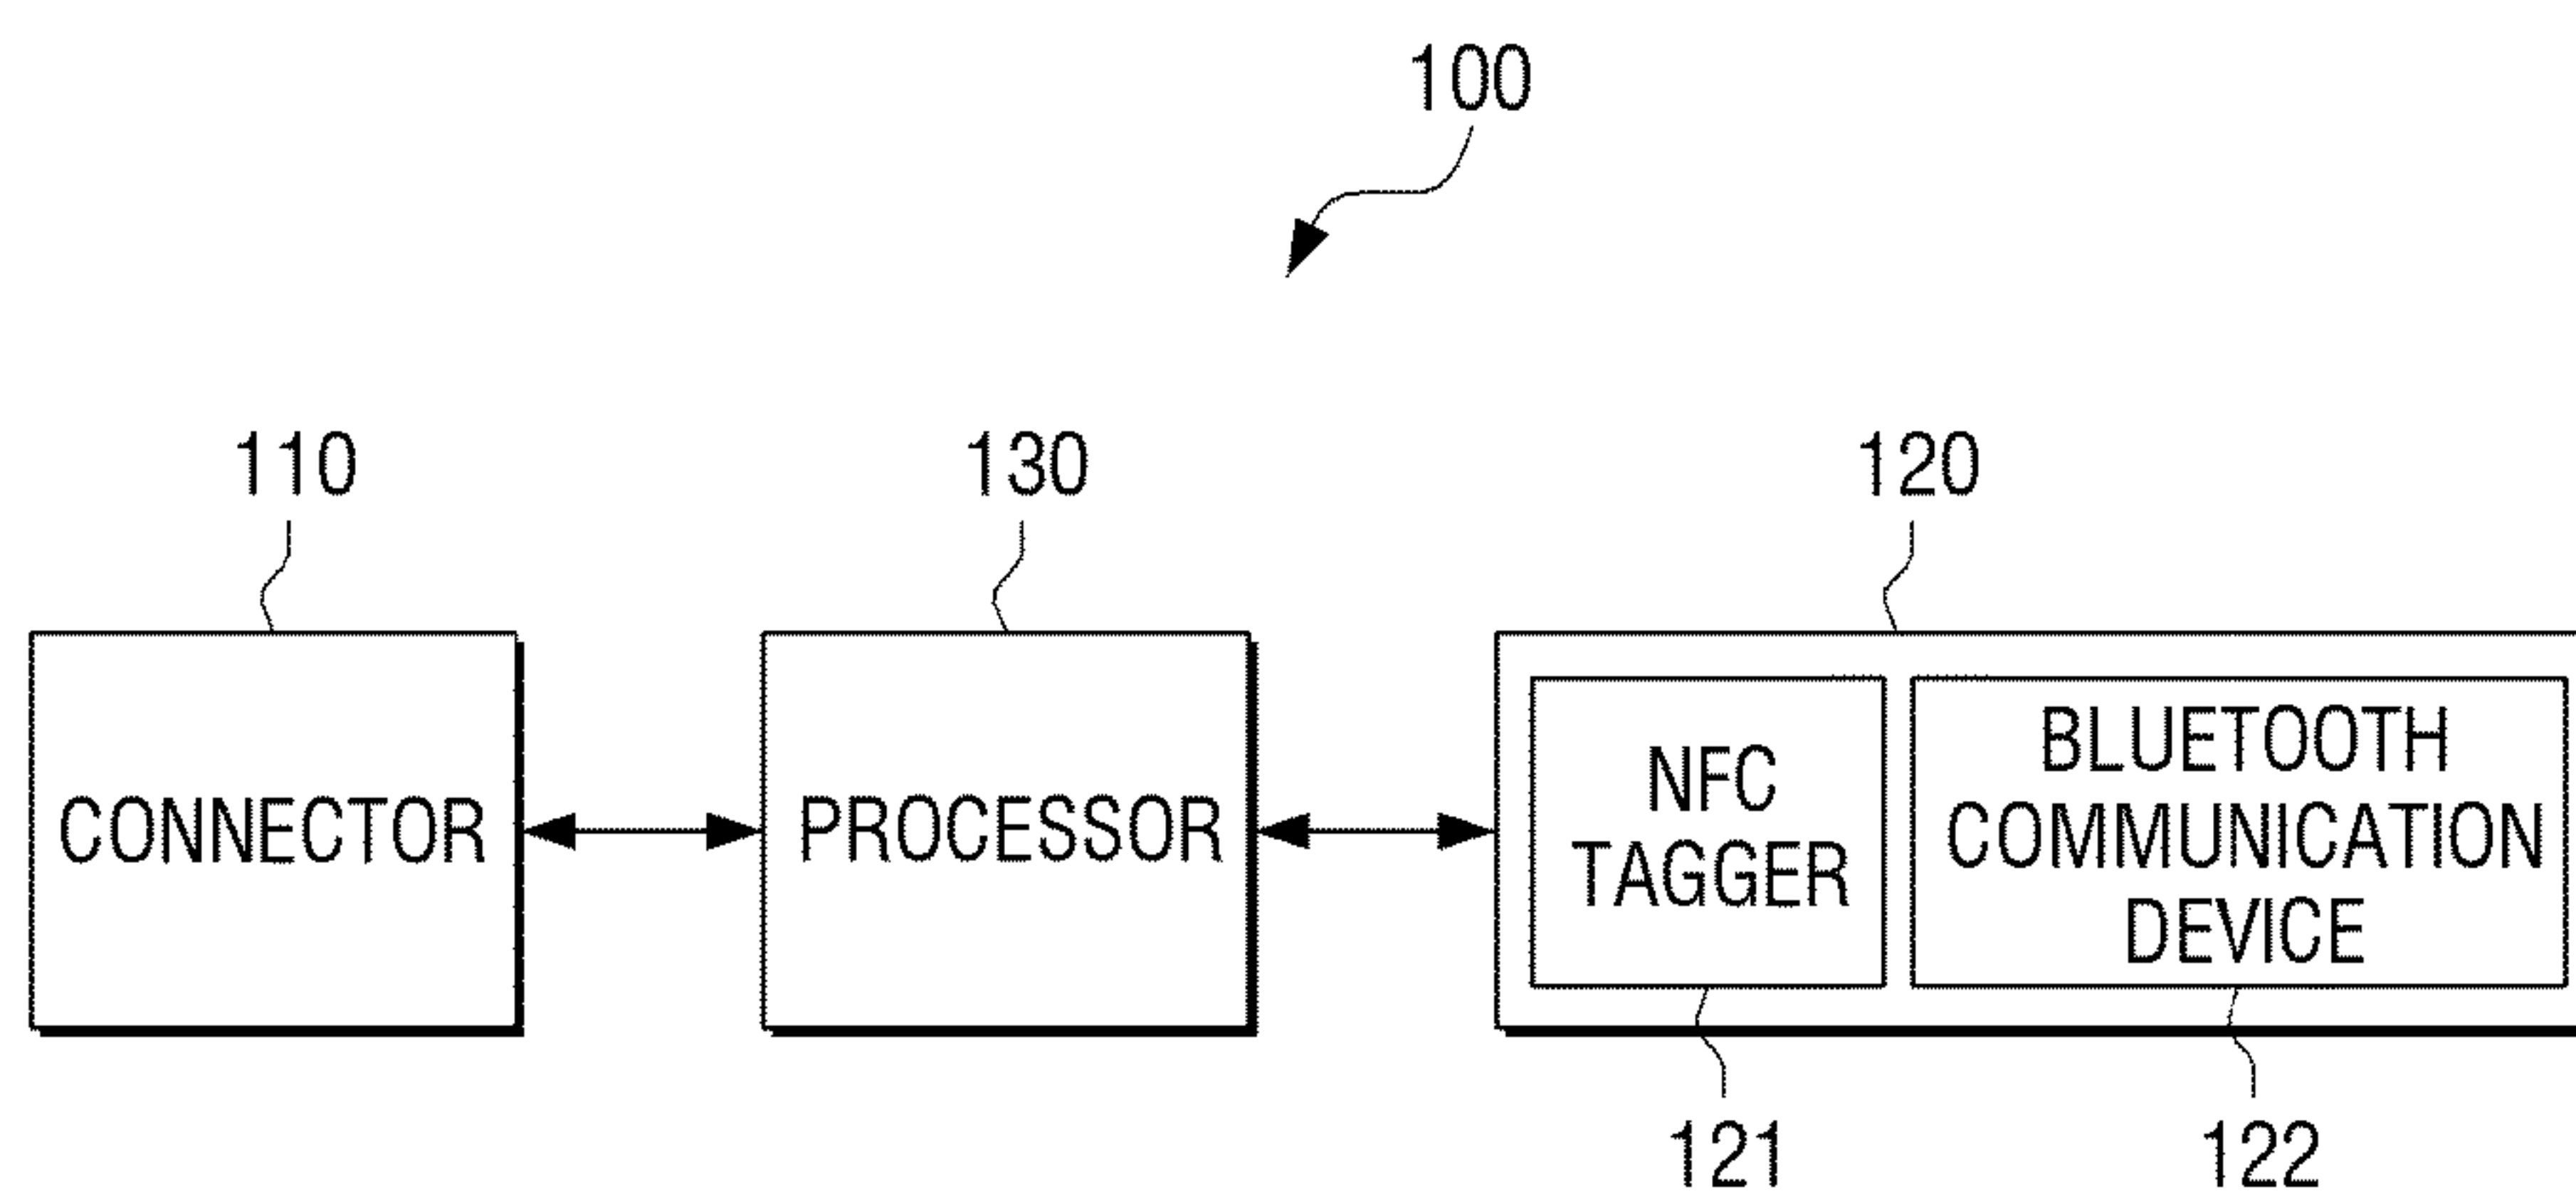 100
110
130
120
CONNECTOR
PROCESSOR
NFC
TAGGER
BLUETOOTH
COMMUNICATION
DEVICE
121
122